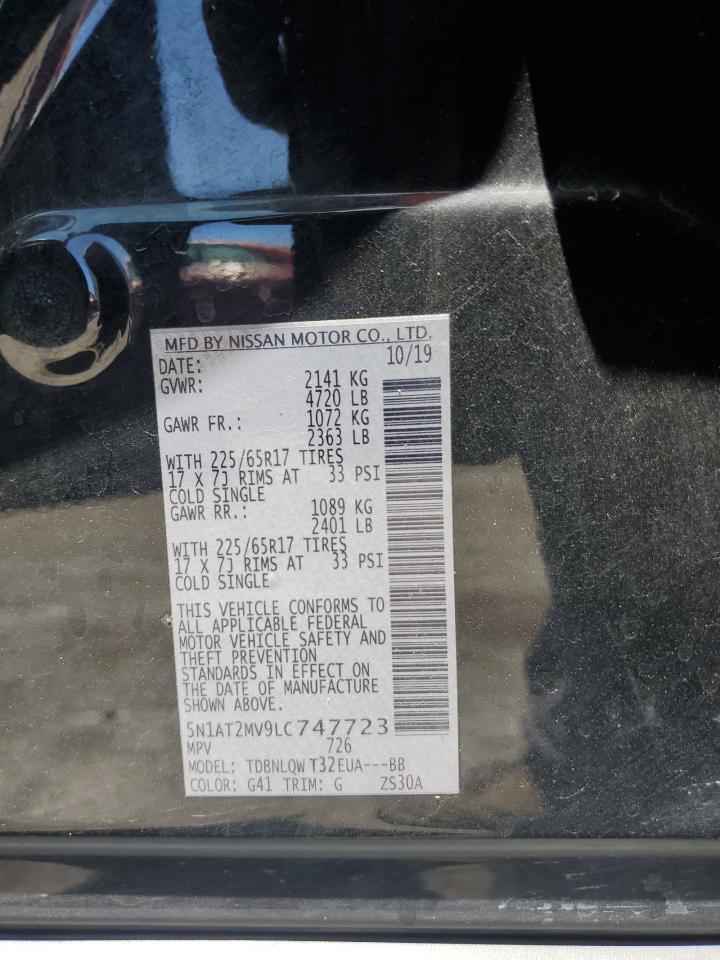 MFD BY NISSAN MOTOR CO., LTD.
DATE: 10/19
GVWR: 2141 KG
4720 LB
GAWR FR.: 1072 KG
2363 LB
WITH 225/65R17 TIRES
17 X 7J RIMS AT 33 PSI
COLD SINGLE
GAWR RR.: 1089 KG
2401 LB
WITH 225/65R17 TIRES
17 X 7J RIMS AT 33 PSI
COLD SINGLE
THIS VEHICLE CONFORMS TO
ALL APPLICABLE FEDERAL
MOTOR VEHICLE SAFETY AND
THEFT PREVENTION
STANDARDS IN EFFECT ON
THE DATE OF MANUFACTURE
SHOWN ABOVE.
5N1AT2MV9LC747723
MPV 726
MODEL: TDBNLQW T32EUA---BB
COLOR: G41 TRIM: G ZS30A